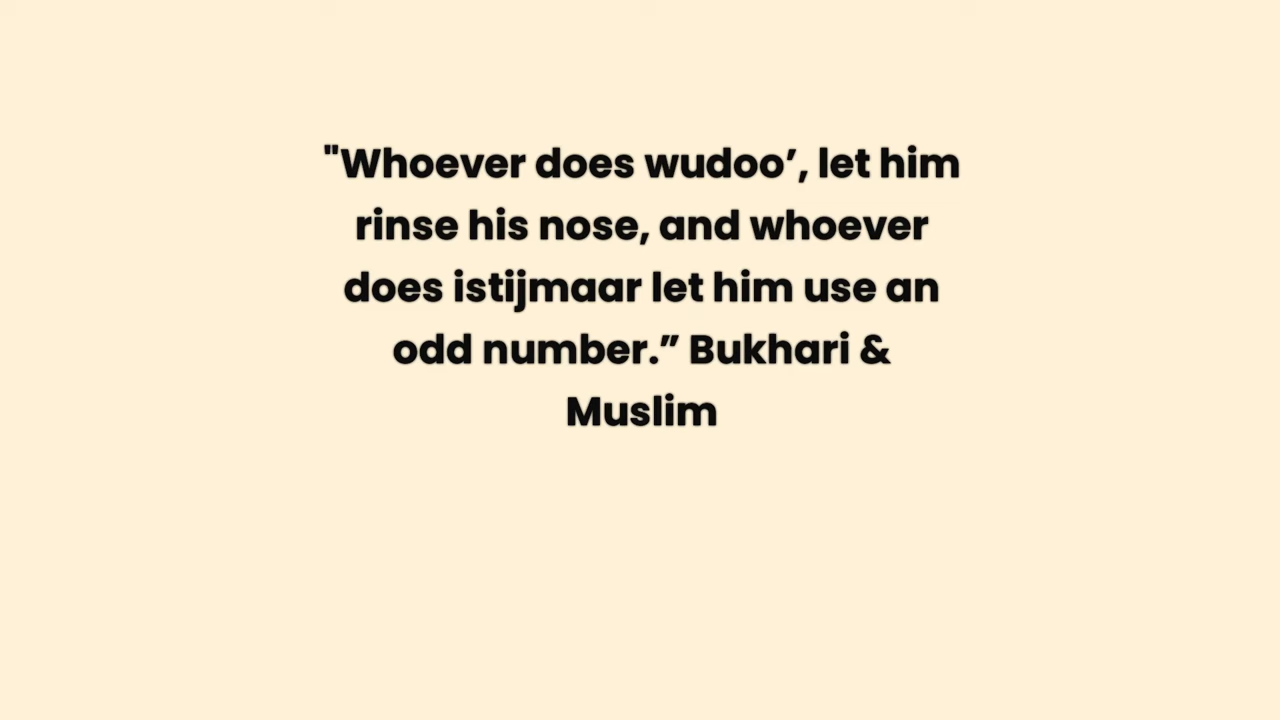 "Whoever does wudoo’, let him
rinse his nose, and whoever
does istijmaar let him use an
odd number.” Bukhari &
Muslim